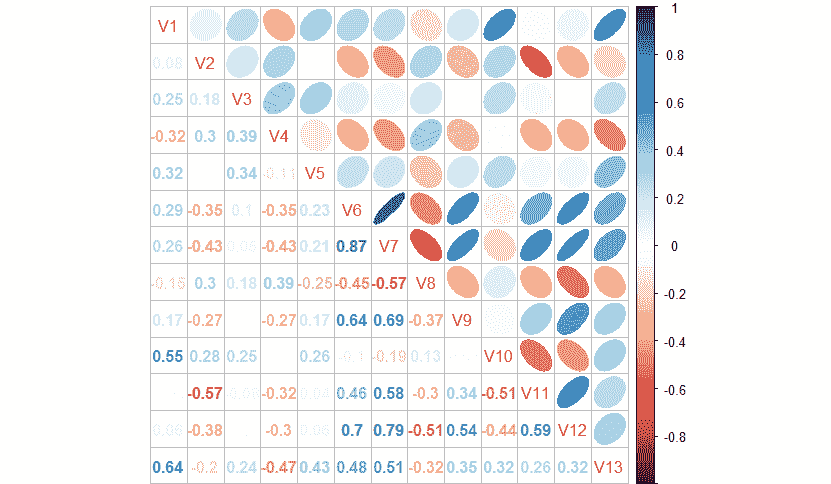 V1 1
0.08 V2 0.8
0.25 0.18 V3 0.6
-0.32 0.3 0.39 V4 0.4
0.32 0.34 -0.11 V5 0.2
0.29 -0.35 0.1 -0.35 0.23 V6 0
0.26 -0.43 -0.43 0.21 0.87 V7
0.3 0.18 0.39 -0.25 -0.45 -0.57 V8 -0.2
0.17 -0.27 -0.27 0.17 0.64 0.69 -0.37 V9
0.55 0.28 0.25 0.26 -0.1 -0.19 0.13 V10 -0.4
-0.57 -0.32 0.46 0.58 -0.3 0.34 -0.51 V11 -0.6
-0.38 -0.3 0.7 0.79 -0.51 0.54 -0.44 0.59 V12 -0.8
0.64 -0.2 0.24 -0.47 0.43 0.48 0.51 -0.32 0.35 0.32 0.26 0.32 V13